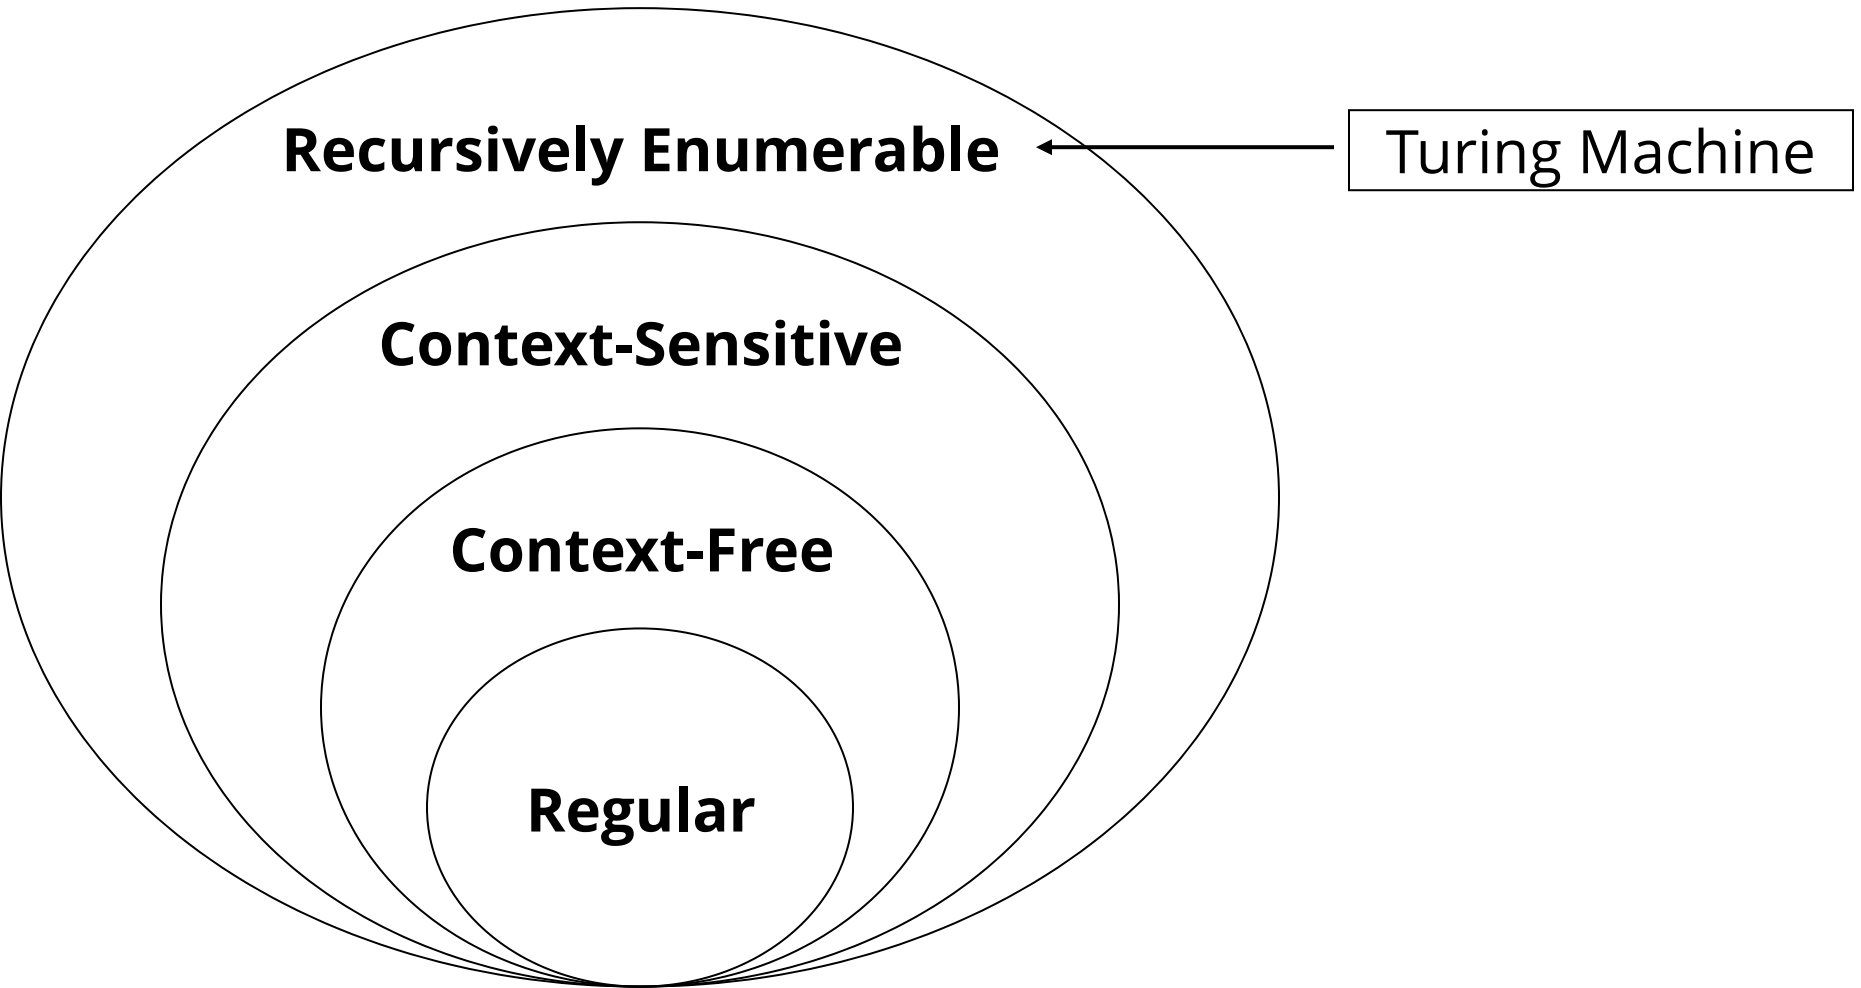 Recursively Enumerable
Turing Machine
Context-Sensitive
Context-Free
Regular